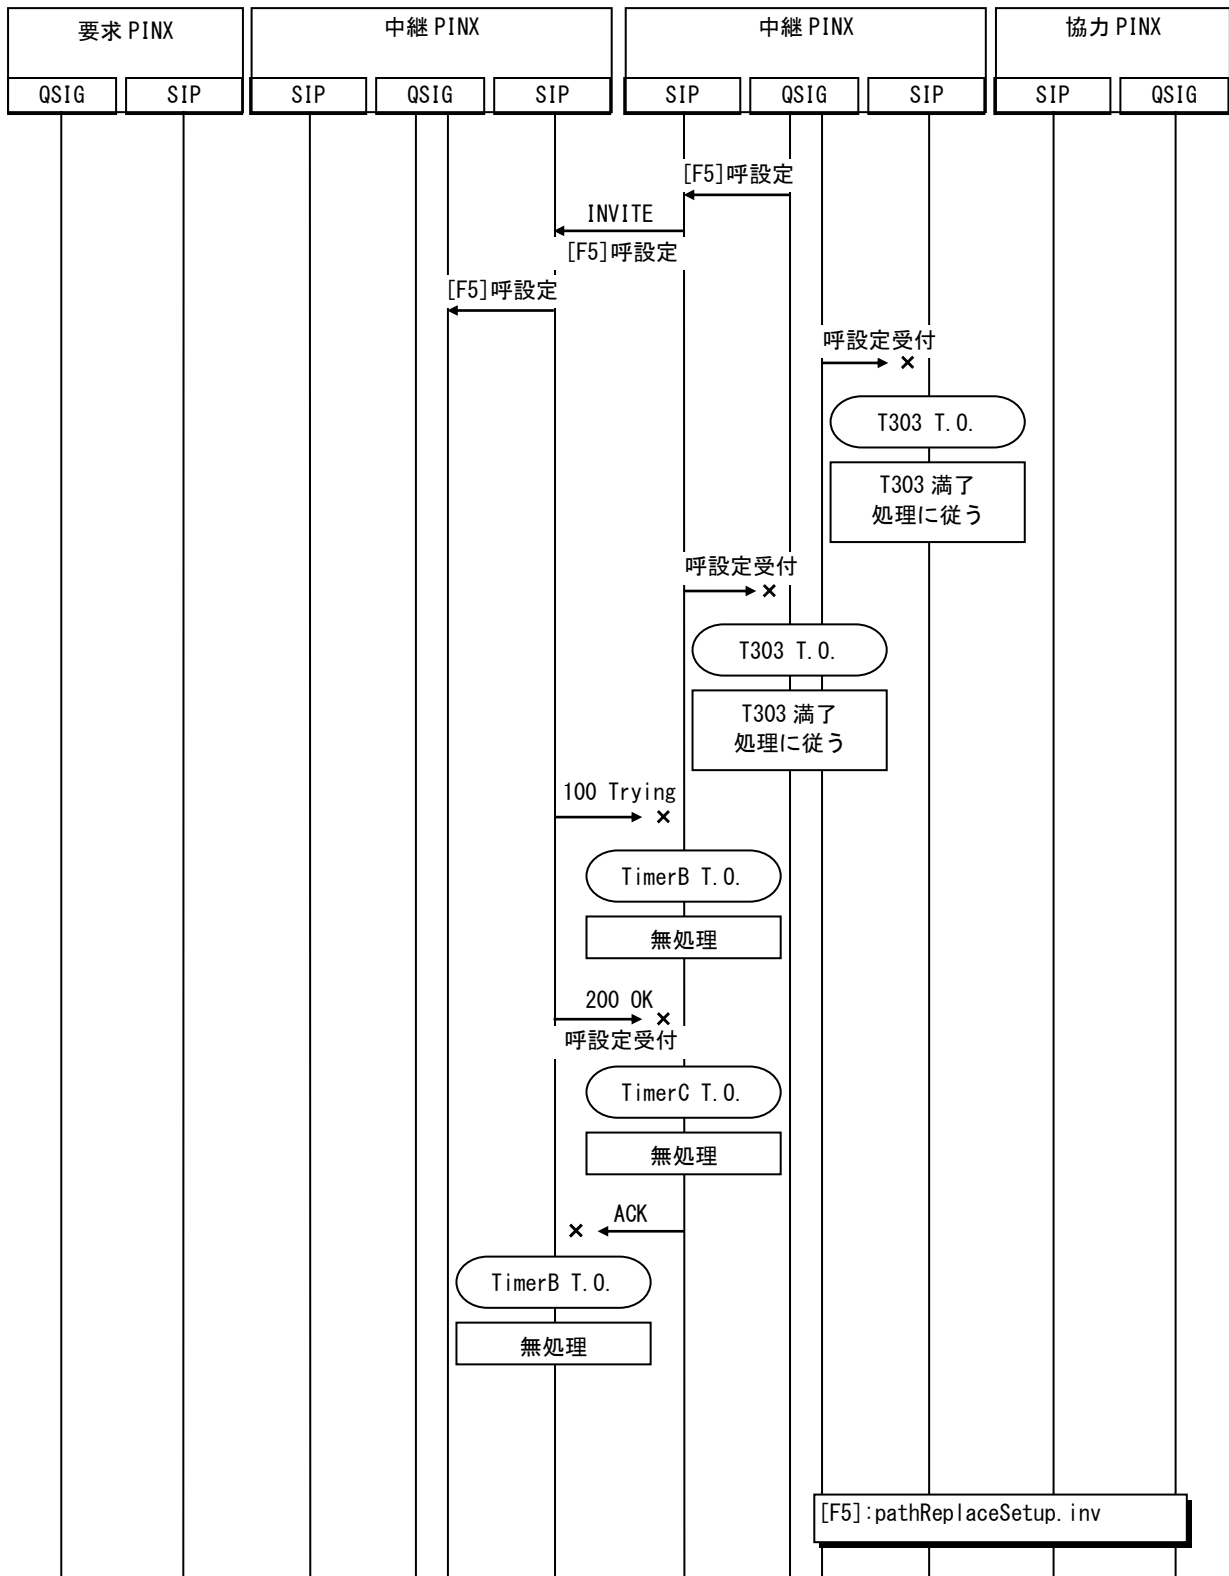 要求PINX
中継PINX
中継PINX
協力PINX
QSIG
SIP
SIP
QSIG
SIP
SIP
QSIG
SIP
SIP
QSIG
[F5]呼設定
INVITE
[F5]呼設定
[F5]呼設定
呼設定受付
T303 T.O.
T303満了
処理に従う
呼設定受付
T303 T.O.
T303満了
処理に従う
100 Trying
TimerB T.O.
無処理
200 OK
呼設定受付
TimerC T.O.
無処理
ACK
TimerB T.O.
無処理
[F5]:pathReplaceSetup.inv